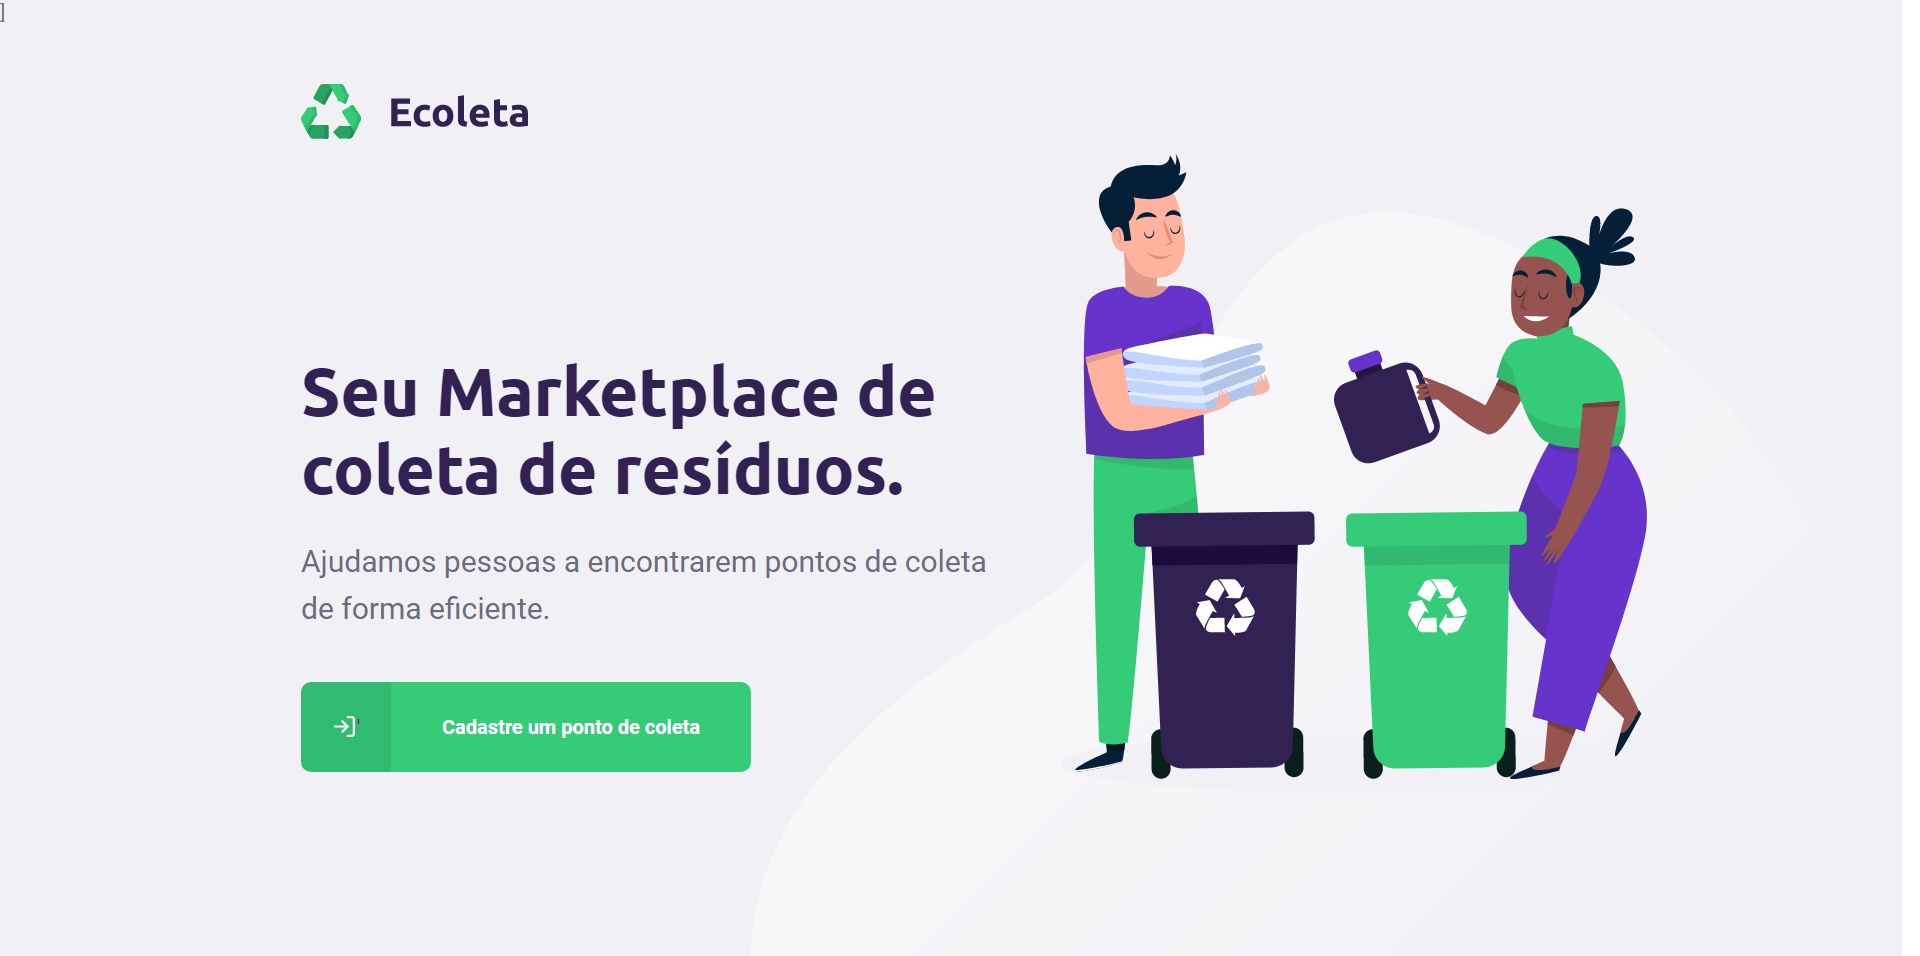 ]
Ecoleta
Seu Marketplace de
coleta de resíduos.
Ajudamos pessoas a encontrarem pontos de coleta
de forma eficiente.
Cadastre um ponto de coleta